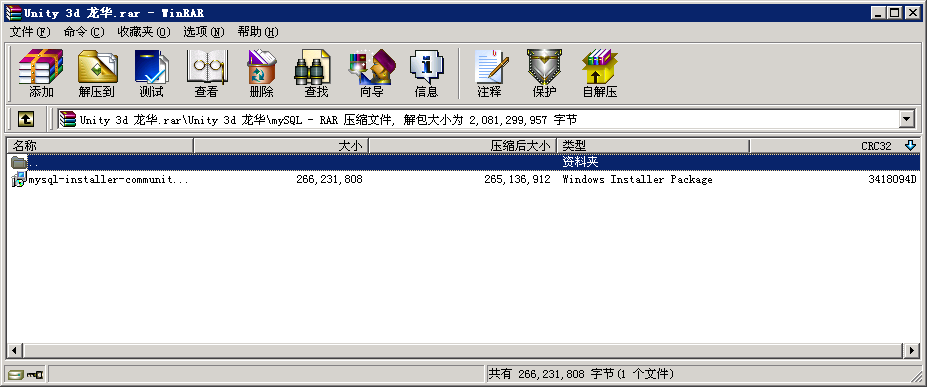 Unity 3d 龙华.rar - WinRAR
文件(F) 命令(C) 收藏夹(O) 选项(N) 帮助(H)
添加 解压到 测试 查看 删除 查找 向导 信息 注释 保护 自解压
Unity 3d 龙华.rar\Unity 3d 龙华\mySQL - RAR 压缩文件, 解包大小为 2,081,299,957 字节
名称 大小 压缩后大小 类型 CRC32
.. 资料夹
mysql-installer-communit... 266,231,808 265,136,912 Windows Installer Package 3418094D
共有 266,231,808 字节(1 个文件)